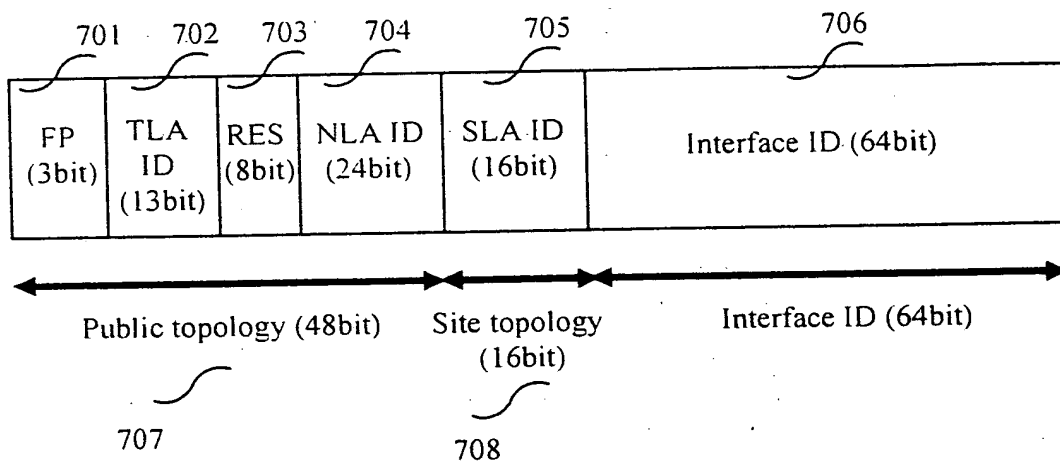 701 702 703 704 705 706
FP
(3bit)
TLA
ID
(13bit)
RES
(8bit)
NLA ID
(24bit)
SLA ID
(16bit)
Interface ID (64bit)
Public topology (48bit)
Site topology
(16bit)
Interface ID (64bit)
707
708